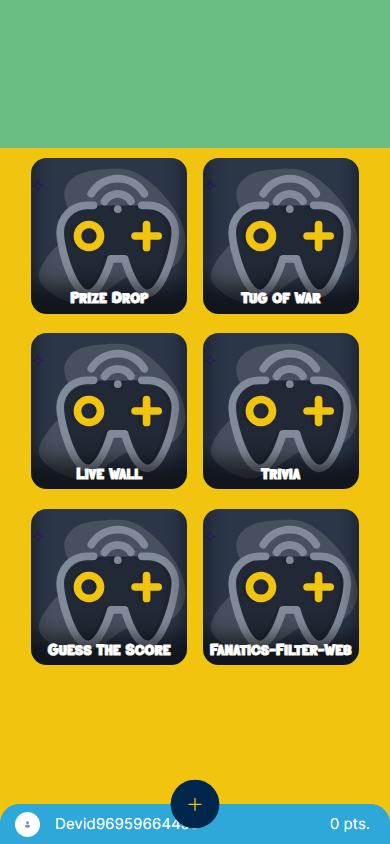 Prize Drop
Tug of War
Live Wall
Trivia
Guess The Score
Fanatics-Filter-Web
0 pts.